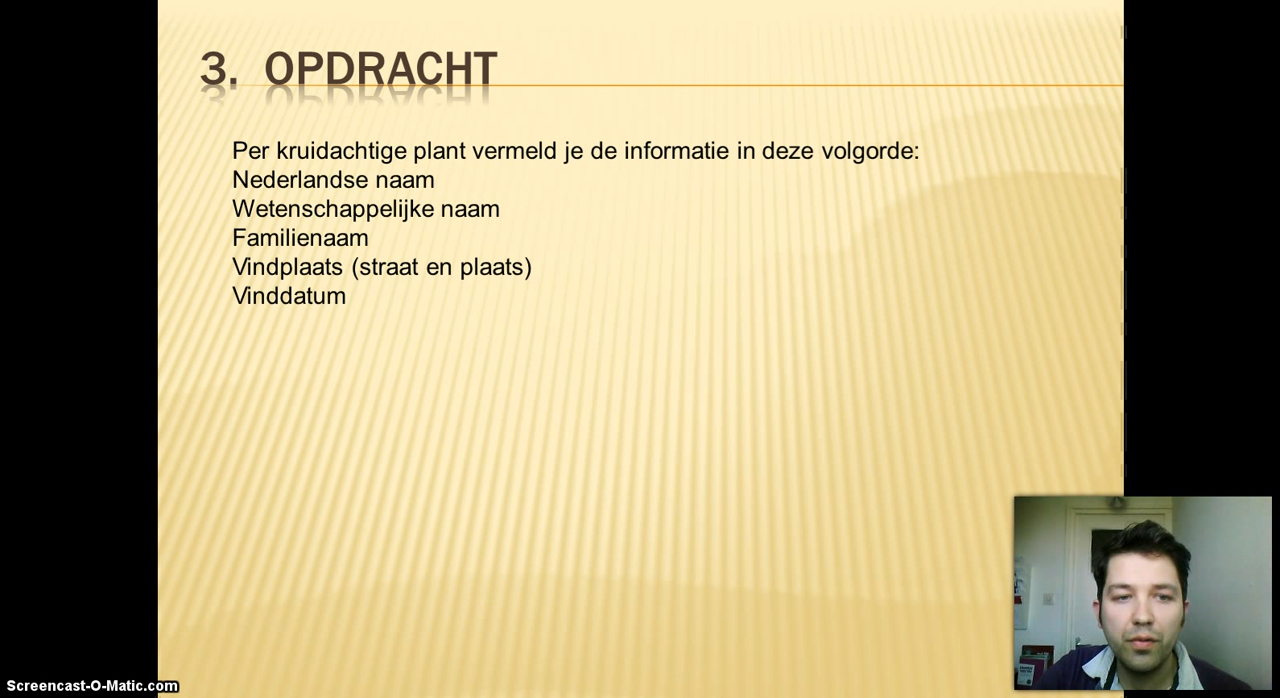 3. OPDRACHT
Per kruidachtige plant vermeld je de informatie in deze volgorde:
Nederlandse naam
Wetenschappelijke naam
Familienaam
Vindplaats (straat en plaats)
Vinddatum
Screencast-O-Matic.com